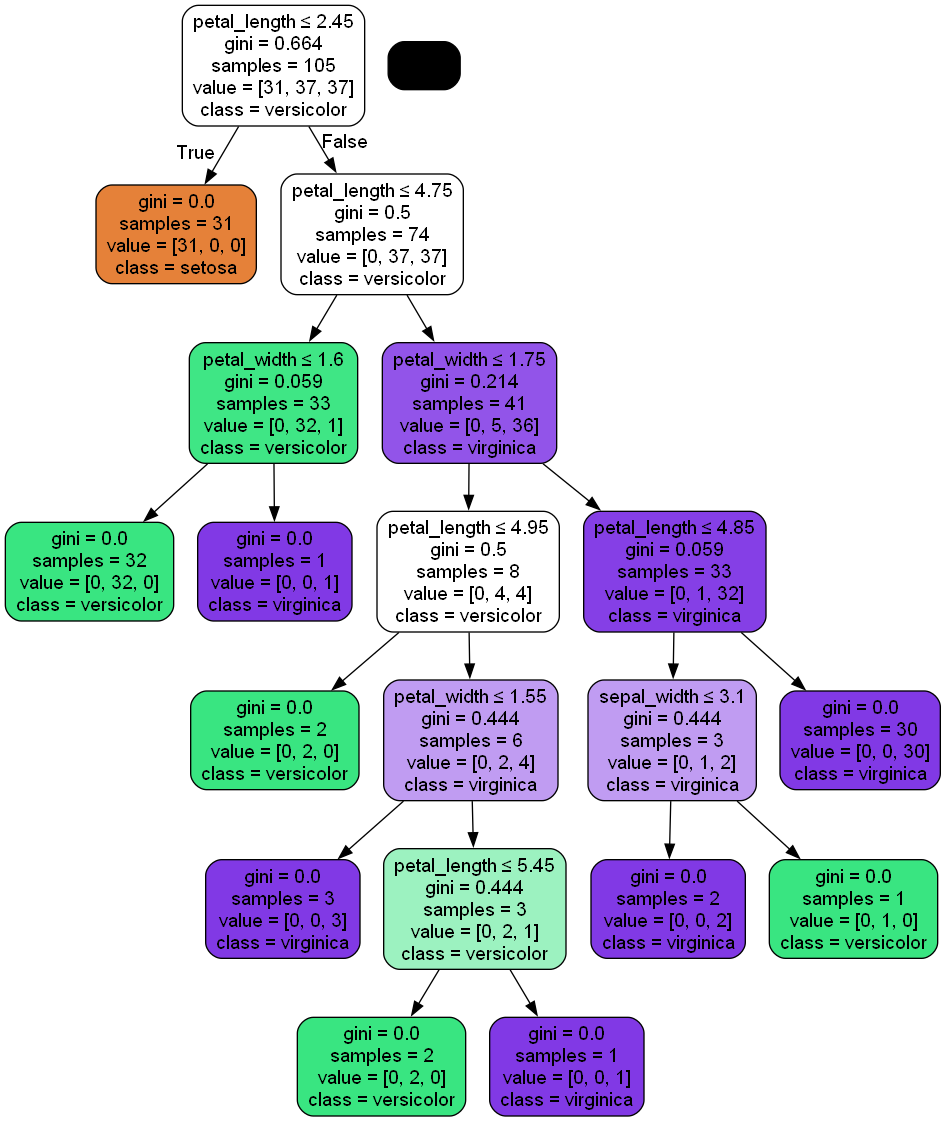 petal_length ≤ 2.45
gini = 0.664
samples = 105
value = [31, 37, 37]
class = versicolor
True
False
gini = 0.0
samples = 31
value = [31, 0, 0]
class = setosa
petal_length ≤ 4.75
gini = 0.5
samples = 74
value = [0, 37, 37]
class = versicolor
petal_width ≤ 1.6
gini = 0.059
samples = 33
value = [0, 32, 1]
class = versicolor
petal_width ≤ 1.75
gini = 0.214
samples = 41
value = [0, 5, 36]
class = virginica
gini = 0.0
samples = 32
value = [0, 32, 0]
class = versicolor
gini = 0.0
samples = 1
value = [0, 0, 1]
class = virginica
petal_length ≤ 4.95
gini = 0.5
samples = 8
value = [0, 4, 4]
class = versicolor
petal_length ≤ 4.85
gini = 0.059
samples = 33
value = [0, 1, 32]
class = virginica
gini = 0.0
samples = 2
value = [0, 2, 0]
class = versicolor
petal_width ≤ 1.55
gini = 0.444
samples = 6
value = [0, 2, 4]
class = virginica
sepal_width ≤ 3.1
gini = 0.444
samples = 3
value = [0, 1, 2]
class = virginica
gini = 0.0
samples = 30
value = [0, 0, 30]
class = virginica
gini = 0.0
samples = 3
value = [0, 0, 3]
class = virginica
petal_length ≤ 5.45
gini = 0.444
samples = 3
value = [0, 2, 1]
class = versicolor
gini = 0.0
samples = 2
value = [0, 0, 2]
class = virginica
gini = 0.0
samples = 1
value = [0, 1, 0]
class = versicolor
gini = 0.0
samples = 2
value = [0, 2, 0]
class = versicolor
gini = 0.0
samples = 1
value = [0, 0, 1]
class = virginica